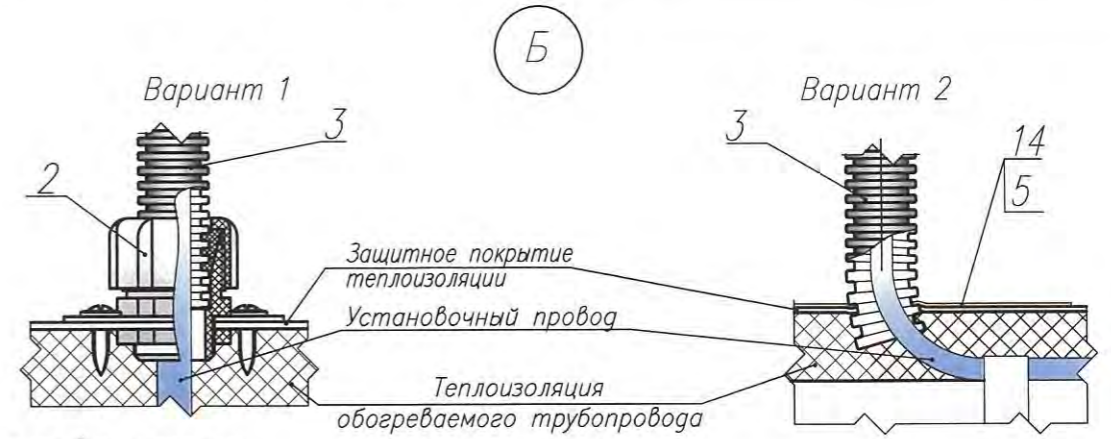 Б
Вариант 1
Вариант 2
3
3
14
5
2
Защитное покрытие
теплоизоляции
Установочный провод
Теплоизоляция
обогреваемого трубопровода